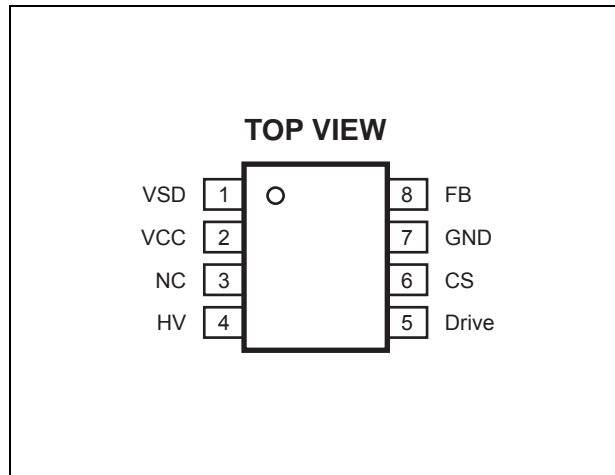 TOP VIEW
VSD 1 8 FB
VCC 2 7 GND
NC 3 6 CS
HV 4 5 Drive